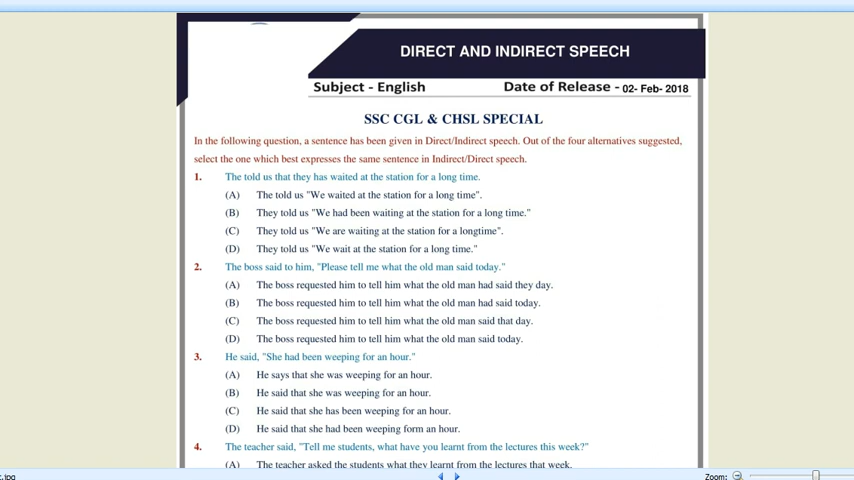 DIRECT AND INDIRECT SPEECH
Subject - English Date of Release - 02- Feb- 2018
SSC CGL & CHSL SPECIAL
In the following question, a sentence has been given in Direct/Indirect speech. Out of the four alternatives suggested,
select the one which best expresses the same sentence in Indirect/Direct speech.
1. The told us that they has waited at the station for a long time.
(A) The told us "We waited at the station for a long time".
(B) They told us "We had been waiting at the station for a long time."
(C) They told us "We are waiting at the station for a longtime".
(D) They told us "We wait at the station for a long time."
2. The boss said to him, "Please tell me what the old man said today."
(A) The boss requested him to tell him what the old man had said they day.
(B) The boss requested him to tell him what the old man had said today.
(C) The boss requested him to tell him what the old man said that day.
(D) The boss requested him to tell him what the old man said today.
3. He said, "She had been weeping for an hour."
(A) He says that she was weeping for an hour.
(B) He said that she was weeping for an hour.
(C) He said that she has been weeping for an hour.
(D) He said that she had been weeping form an hour.
4. The teacher said, "Tell me students, what have you learnt from the lectures this week?"
(A) The teacher asked the students what they learnt from the lectures that week.
:.jpg Zoom: